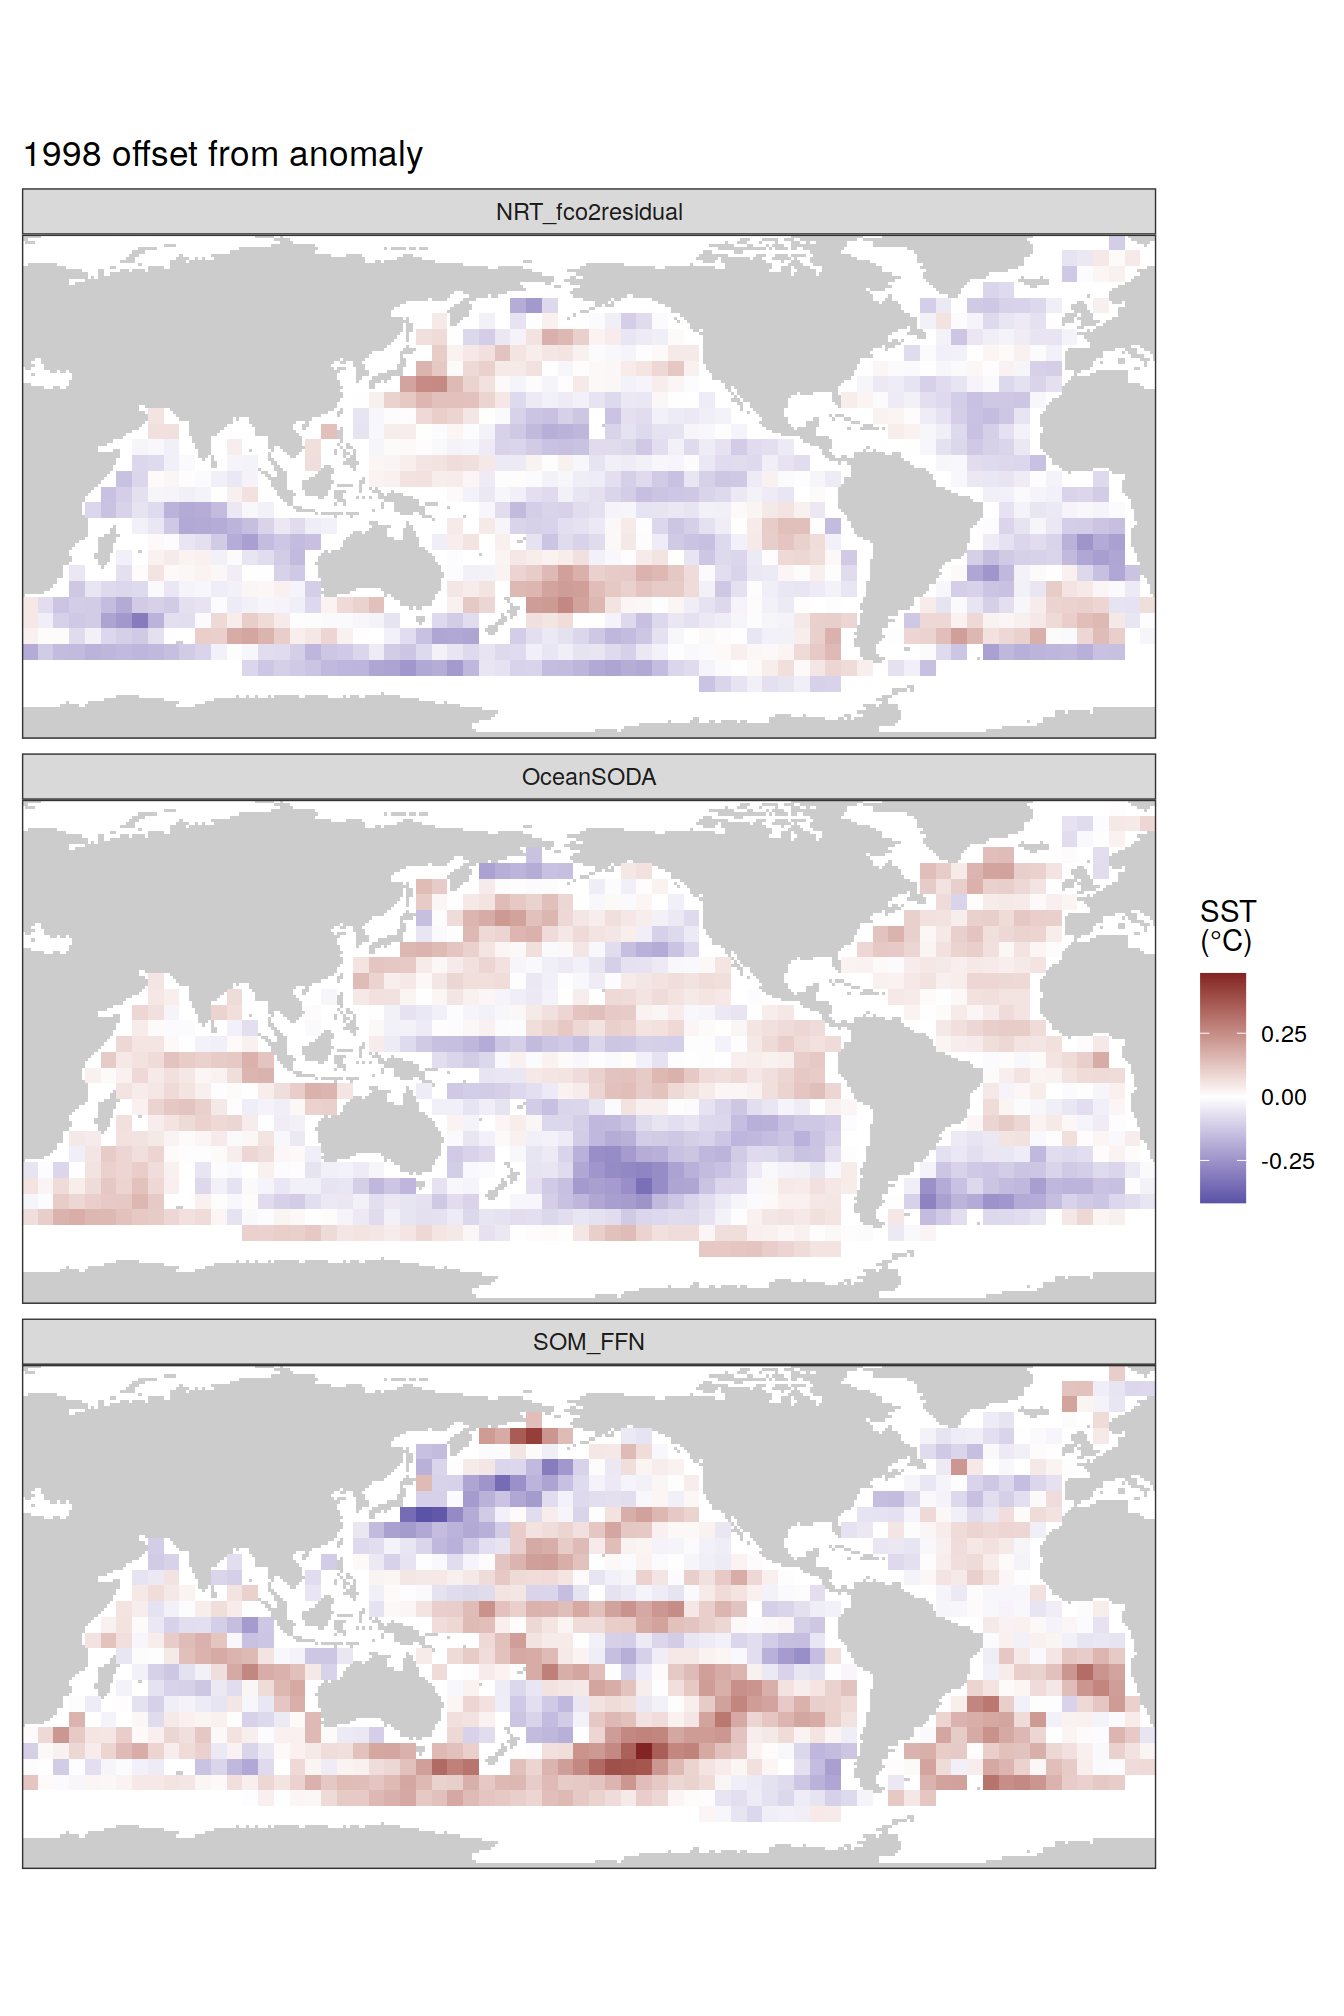 1998 offset from anomaly
NRT_fco2residual
OceanSODA
SST
(°C)
0.25
0.00
-0.25
SOM_FFN